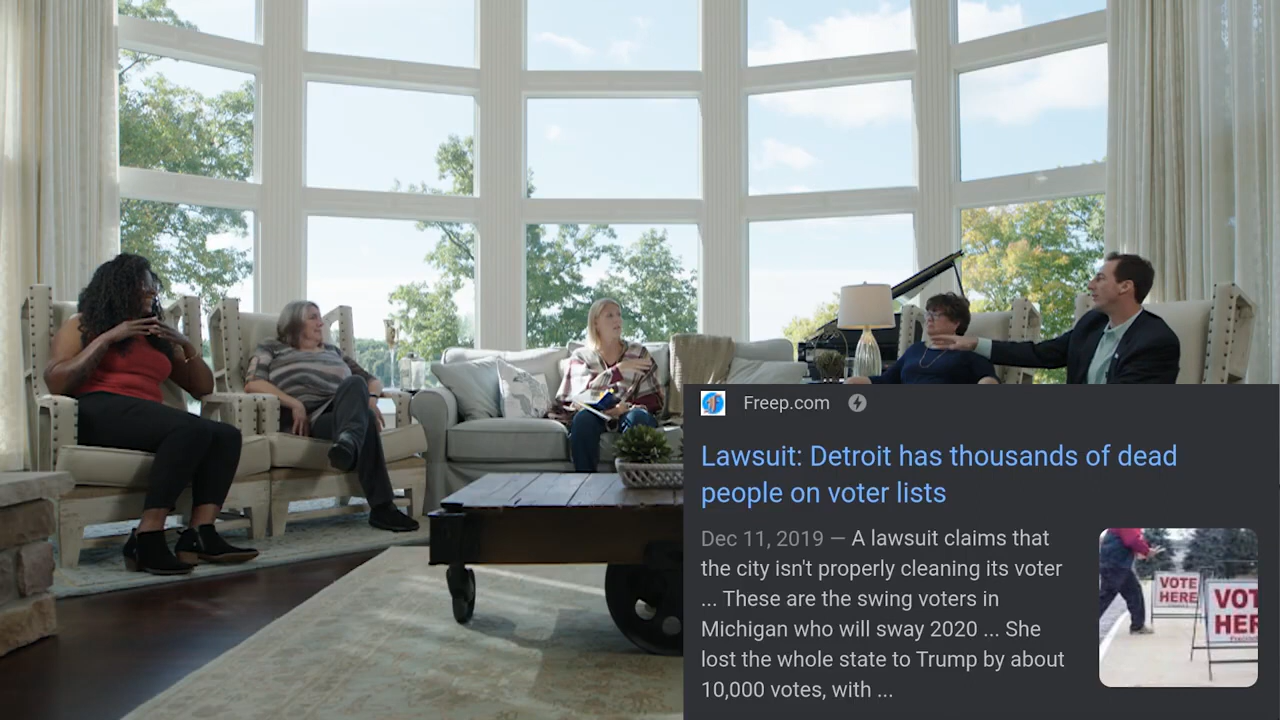 Freep.com
Lawsuit: Detroit has thousands of dead
people on voter lists
Dec 11, 2019 — A lawsuit claims that
the city isn't properly cleaning its voter
... These are the swing voters in
Michigan who will sway 2020 ... She
lost the whole state to Trump by about
10,000 votes, with ...
VOTE
HERE
VOT
HER